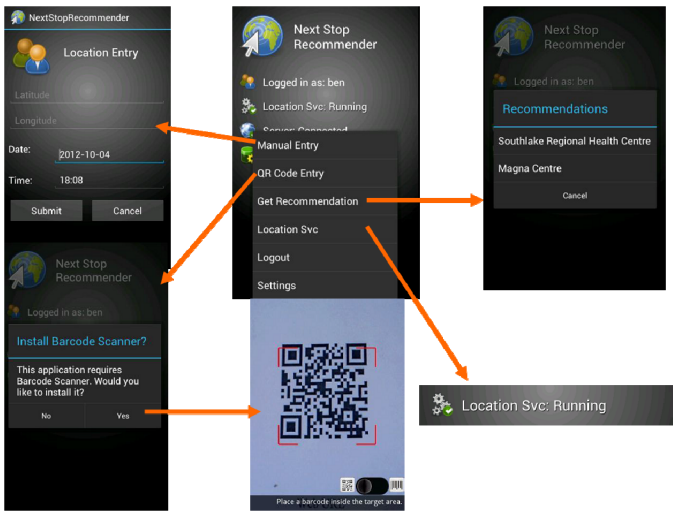 NextStopRecommender
Location Entry
Latitude
Longitude
Date:
2012-10-04
Time:
18:08
Submit
Cancel
Next Stop
Recommender
Logged in as: ben
Location Svc: Running
Server: Connected
Manual Entry
QR Code Entry
Get Recommendation
Location Svc
Logout
Settings
Next Stop
Recommender
Logged in as: ben
Recommendations
Southlake Regional Health Centre
Magna Centre
Cancel
Next Stop
Recommender
Logged in as: ben
Install Barcode Scanner?
This application requires
Barcode Scanner. Would you
like to install it?
No
Yes
Place a barcode inside the target area.
Location Svc: Running